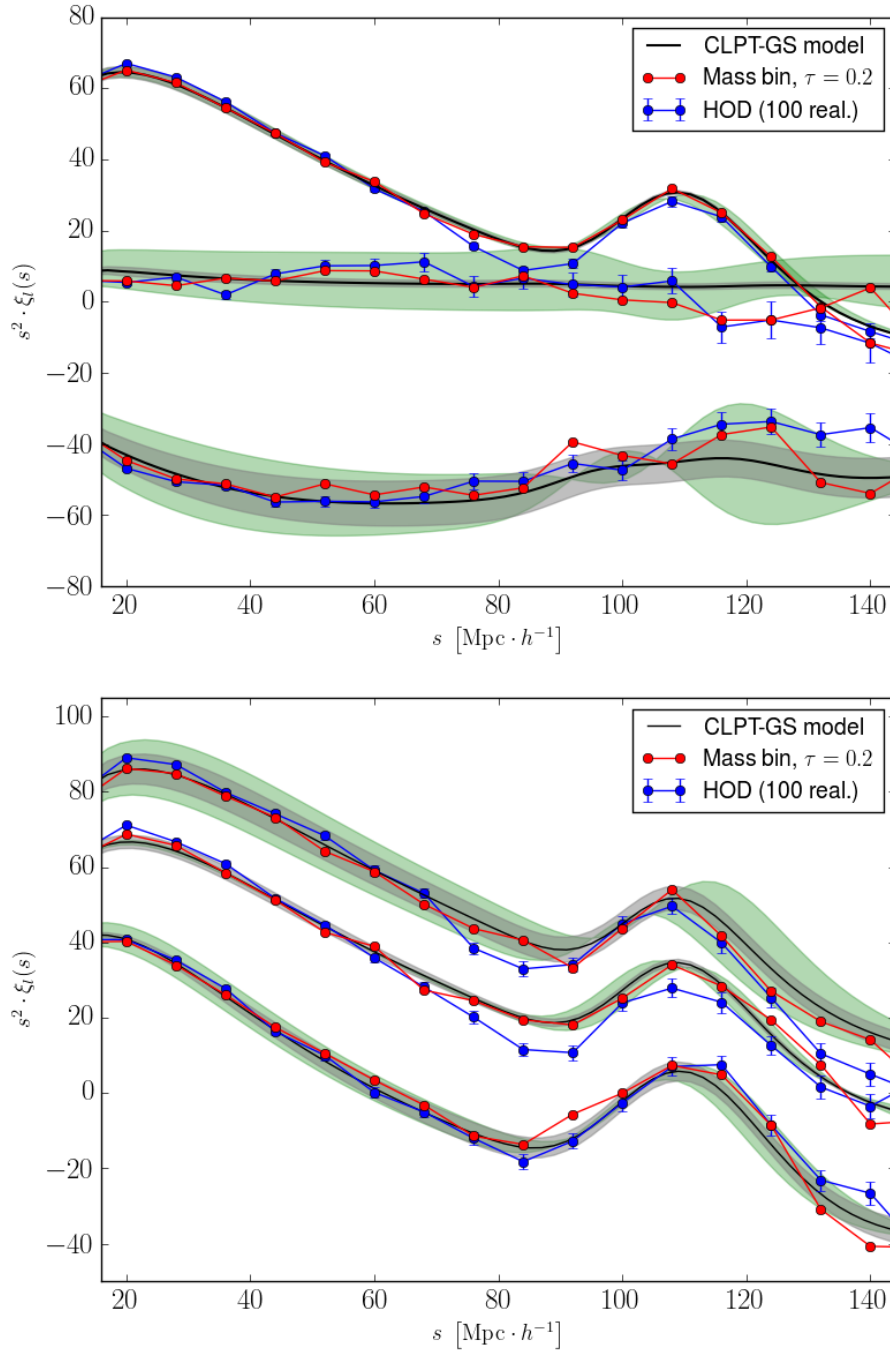 80
60
40
20
0
−20
−40
−60
−80
s² · ξₗ(s)
CLPT-GS model
Mass bin, τ = 0.2
HOD (100 real.)
20 40 60 80 100 120 140
s [Mpc · h⁻¹]
100
80
60
40
20
0
−20
−40
s² · ξₗ(s)
CLPT-GS model
Mass bin, τ = 0.2
HOD (100 real.)
20 40 60 80 100 120 140
s [Mpc · h⁻¹]